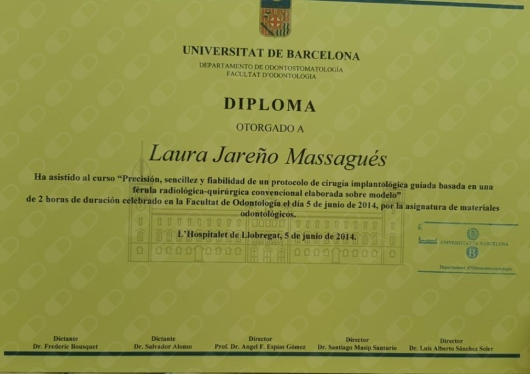 UNIVERSITAT DE BARCELONA
DEPARTAMENTO DE ODONTOSTOMATOLOGÍA
FACULTAT D'ODONTOLOGIA
DIPLOMA
OTORGADO A
Laura Jareño Massagués
Ha asistido al curso "Precisión, sencillez y fiabilidad de un protocolo de cirugía implantológica guiada basada en una
férula radiológica-quirúrgica convencional elaborada sobre modelo"
de 2 horas de duración celebrado en la Facultat de Odontología el día 5 de junio de 2014, por la asignatura de materiales
odontológicos.
L'Hospitalet de Llobregat, 5 de junio de 2014.
UNIVERSITAT DE BARCELONA
B
Departament d'Odontostomatologia
Dictante Dictante Director Director Director
Dr. Frederic Bousquet Dr. Salvador Alonso Prof. Dr. Angel F. Espias Gómez Dr. Santiago Masip Santurio Dr. Luis Alberto Sánchez Soler